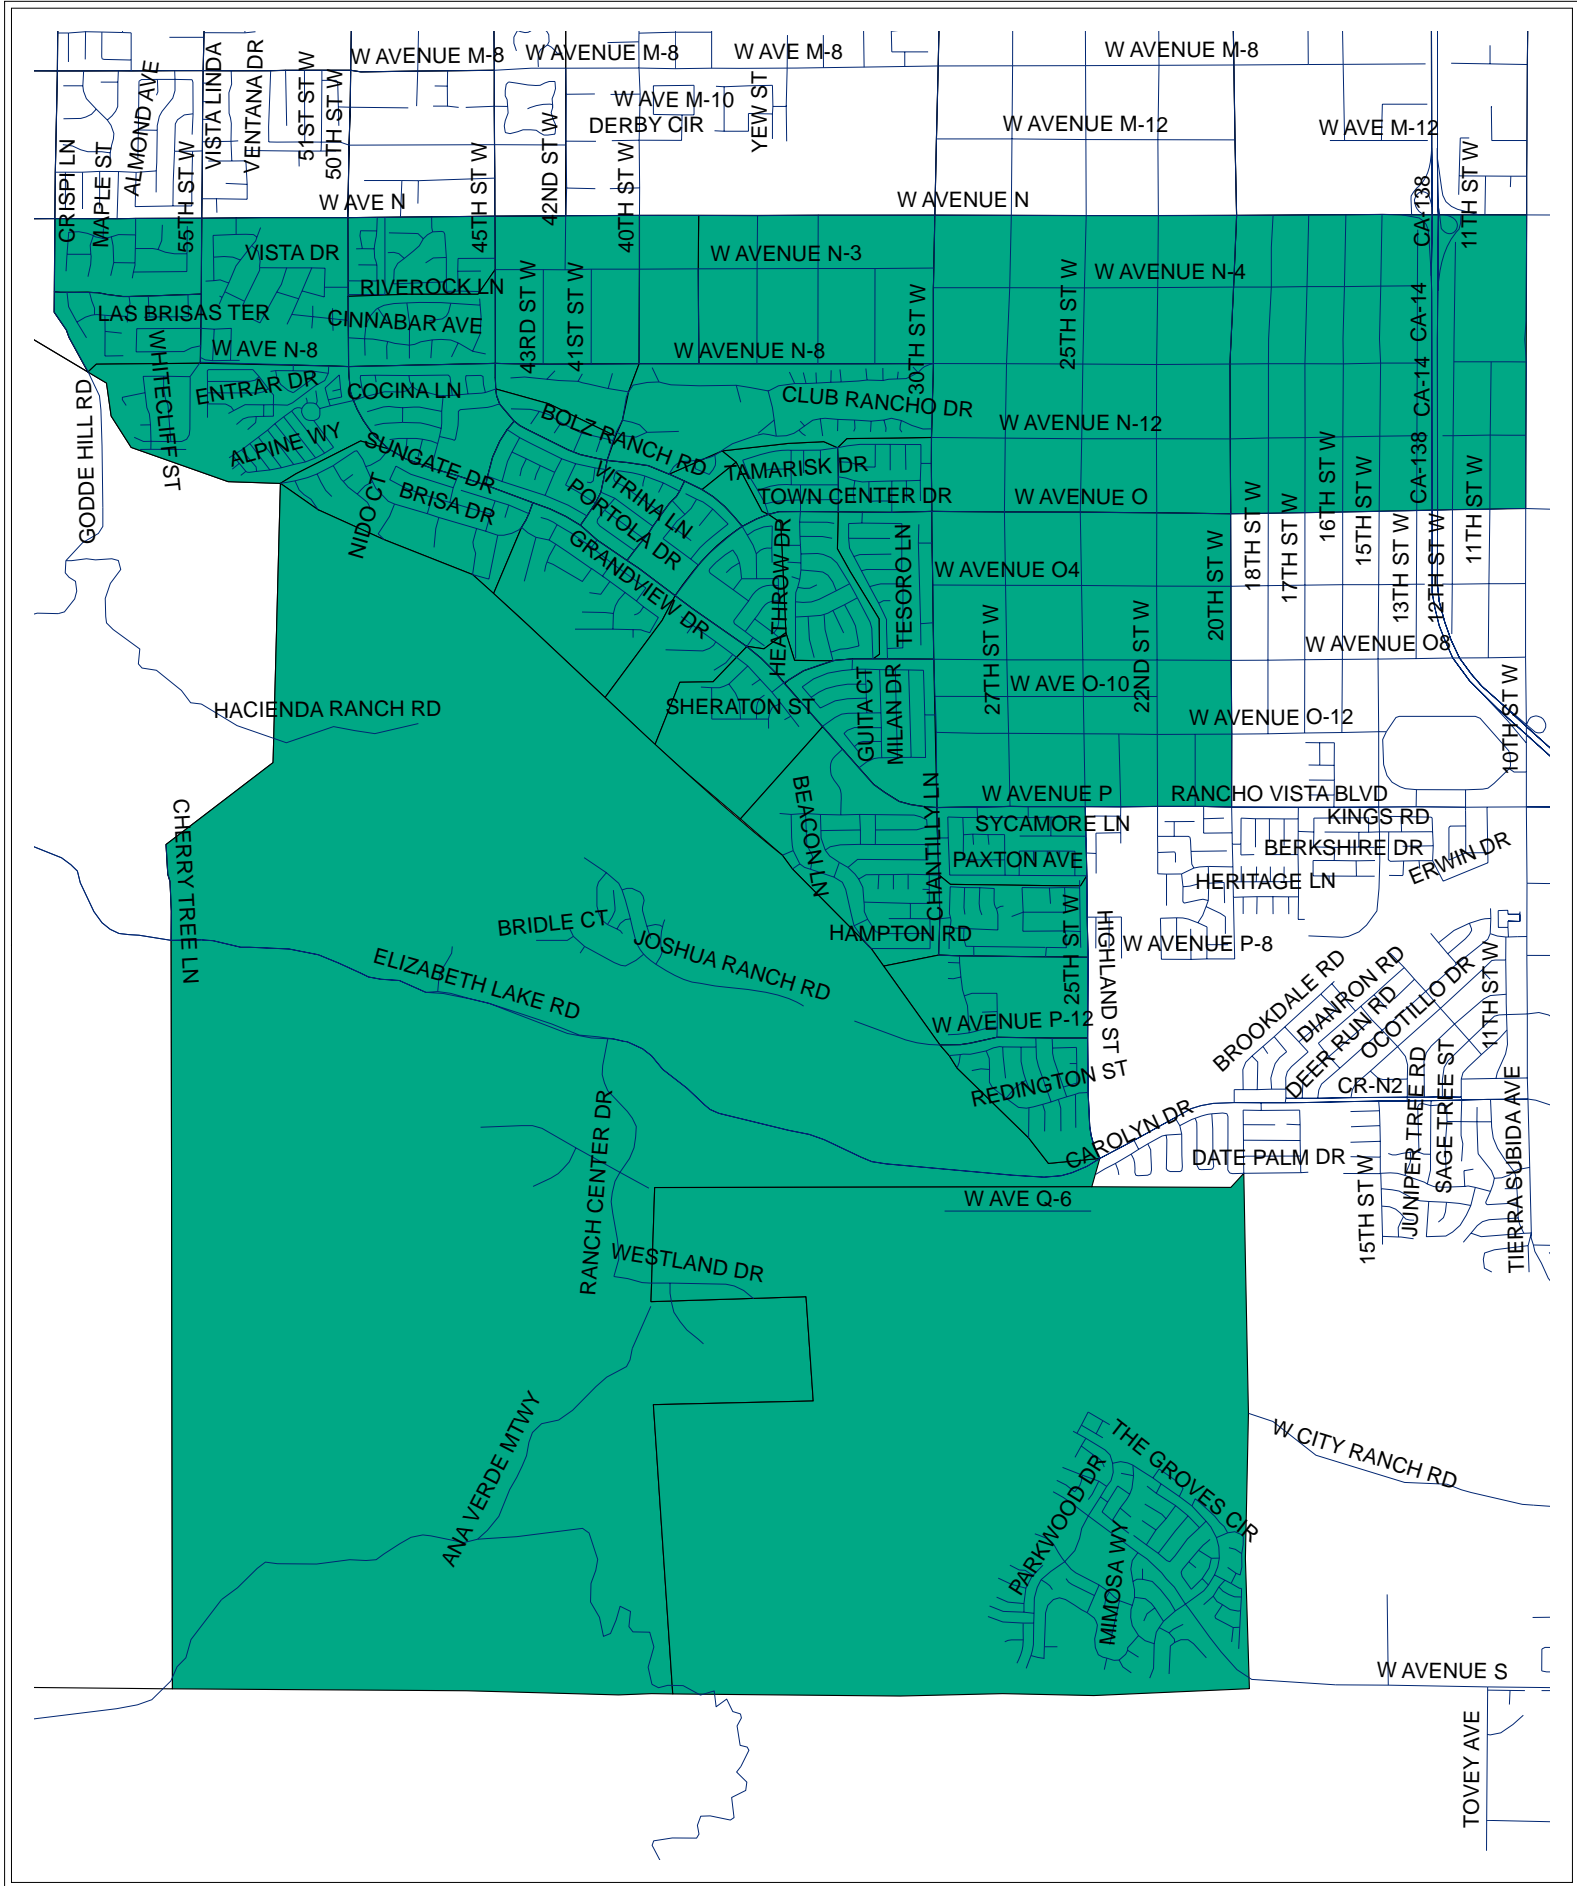 W AVENUE M-8
W AVENUE M-8
W AVE M-8
W AVENUE M-8
CRISPI LN
MAPLE ST
ALMOND AVE
55TH ST W
VISTA LINDA
VENTANA DR
51ST ST W
50TH ST W
45TH ST W
42ND ST W
W AVE M-10
DERBY CIR
40TH ST W
YEW ST
W AVENUE M-12
W AVE M-12
W AVE N
W AVENUE N
CA-138
11TH ST W
VISTA DR
W AVENUE N-3
W AVENUE N-4
RIVEROCK LN
LAS BRISAS TER
CINNABAR AVE
43RD ST W
41ST ST W
30TH ST W
25TH ST W
CA-14
WHITECLIFF ST
W AVE N-8
W AVENUE N-8
CA-14
GODDE HILL RD
ENTRAR DR
COCINA LN
CLUB RANCHO DR
W AVENUE N-12
ALPINE WY
SUNGATE DR
BOLZ RANCH RD
TAMARISK DR
16TH ST W
15TH ST W
CA-138
11TH ST W
BRISA DR
VITRINA LN
PORTOLA DR
TOWN CENTER DR
W AVENUE O
NIDO CT
18TH ST W
17TH ST W
13TH ST W
12TH ST W
GRANDVIEW DR
HEATHROW DR
TESORO LN
W AVENUE O4
20TH ST W
27TH ST W
22ND ST W
W AVENUE O8
HACIENDA RANCH RD
SHERATON ST
GUITA CT
MILAN DR
W AVE O-10
W AVENUE O-12
10TH ST W
CHERRY TREE LN
BEACON LN
CHANTILLY LN
W AVENUE P
RANCHO VISTA BLVD
SYCAMORE LN
KINGS RD
PAXTON AVE
BERKSHIRE DR
ERWIN DR
HERITAGE LN
BRIDLE CT
JOSHUA RANCH RD
HAMPTON RD
25TH ST W
HIGHLAND ST
W AVENUE P-8
ELIZABETH LAKE RD
BROOKDALE RD
DIANRON RD
DEER RUN RD
OCOTILLO DR
11TH ST W
W AVENUE P-12
REDINGTON ST
CR-N2
RANCH CENTER DR
CAROLYN DR
DATE PALM DR
15TH ST W
JUNIPER TREE RD
SAGE TREE ST
TIERRA SUBIDA AVE
W AVE Q-6
WESTLAND DR
ANA VERDE MTWY
THE GROVES CIR
W CITY RANCH RD
PARKWOOD DR
MIMOSA WY
W AVENUE S
TOVEY AVE